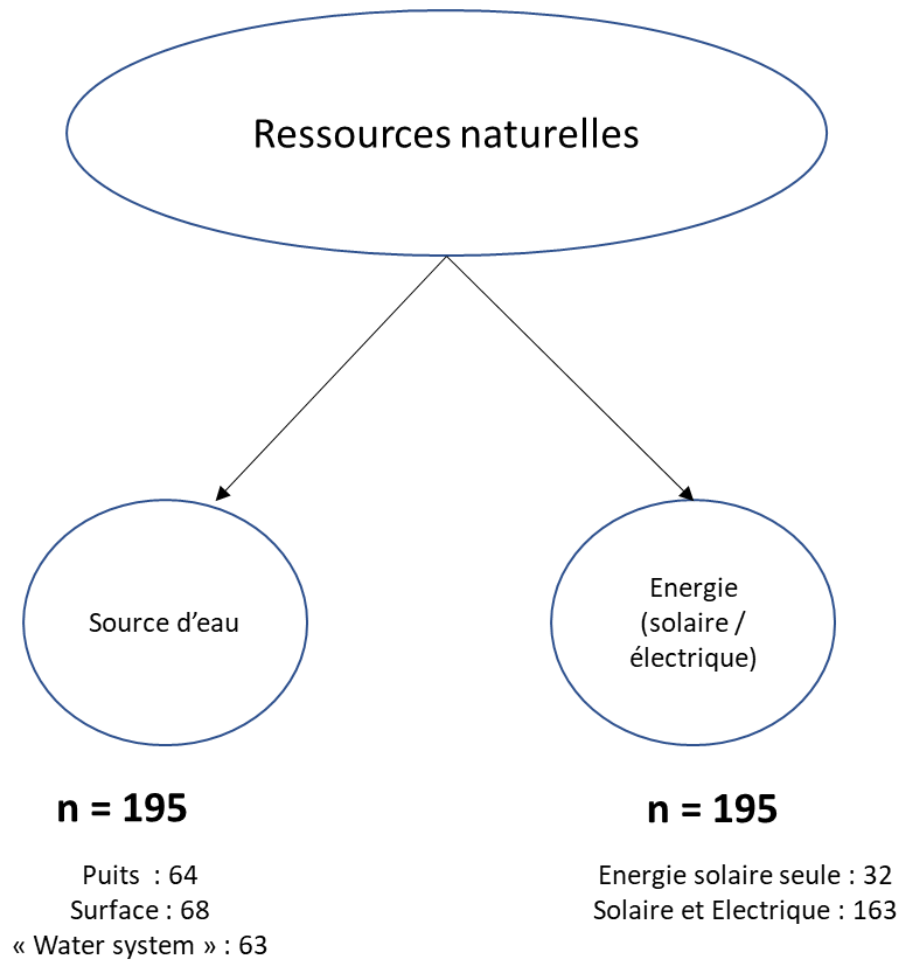 Ressources naturelles
Source d’eau
Energie
(solaire /
électrique)
n = 195
Puits : 64
Surface : 68
« Water system » : 63
n = 195
Energie solaire seule : 32
Solaire et Electrique : 163